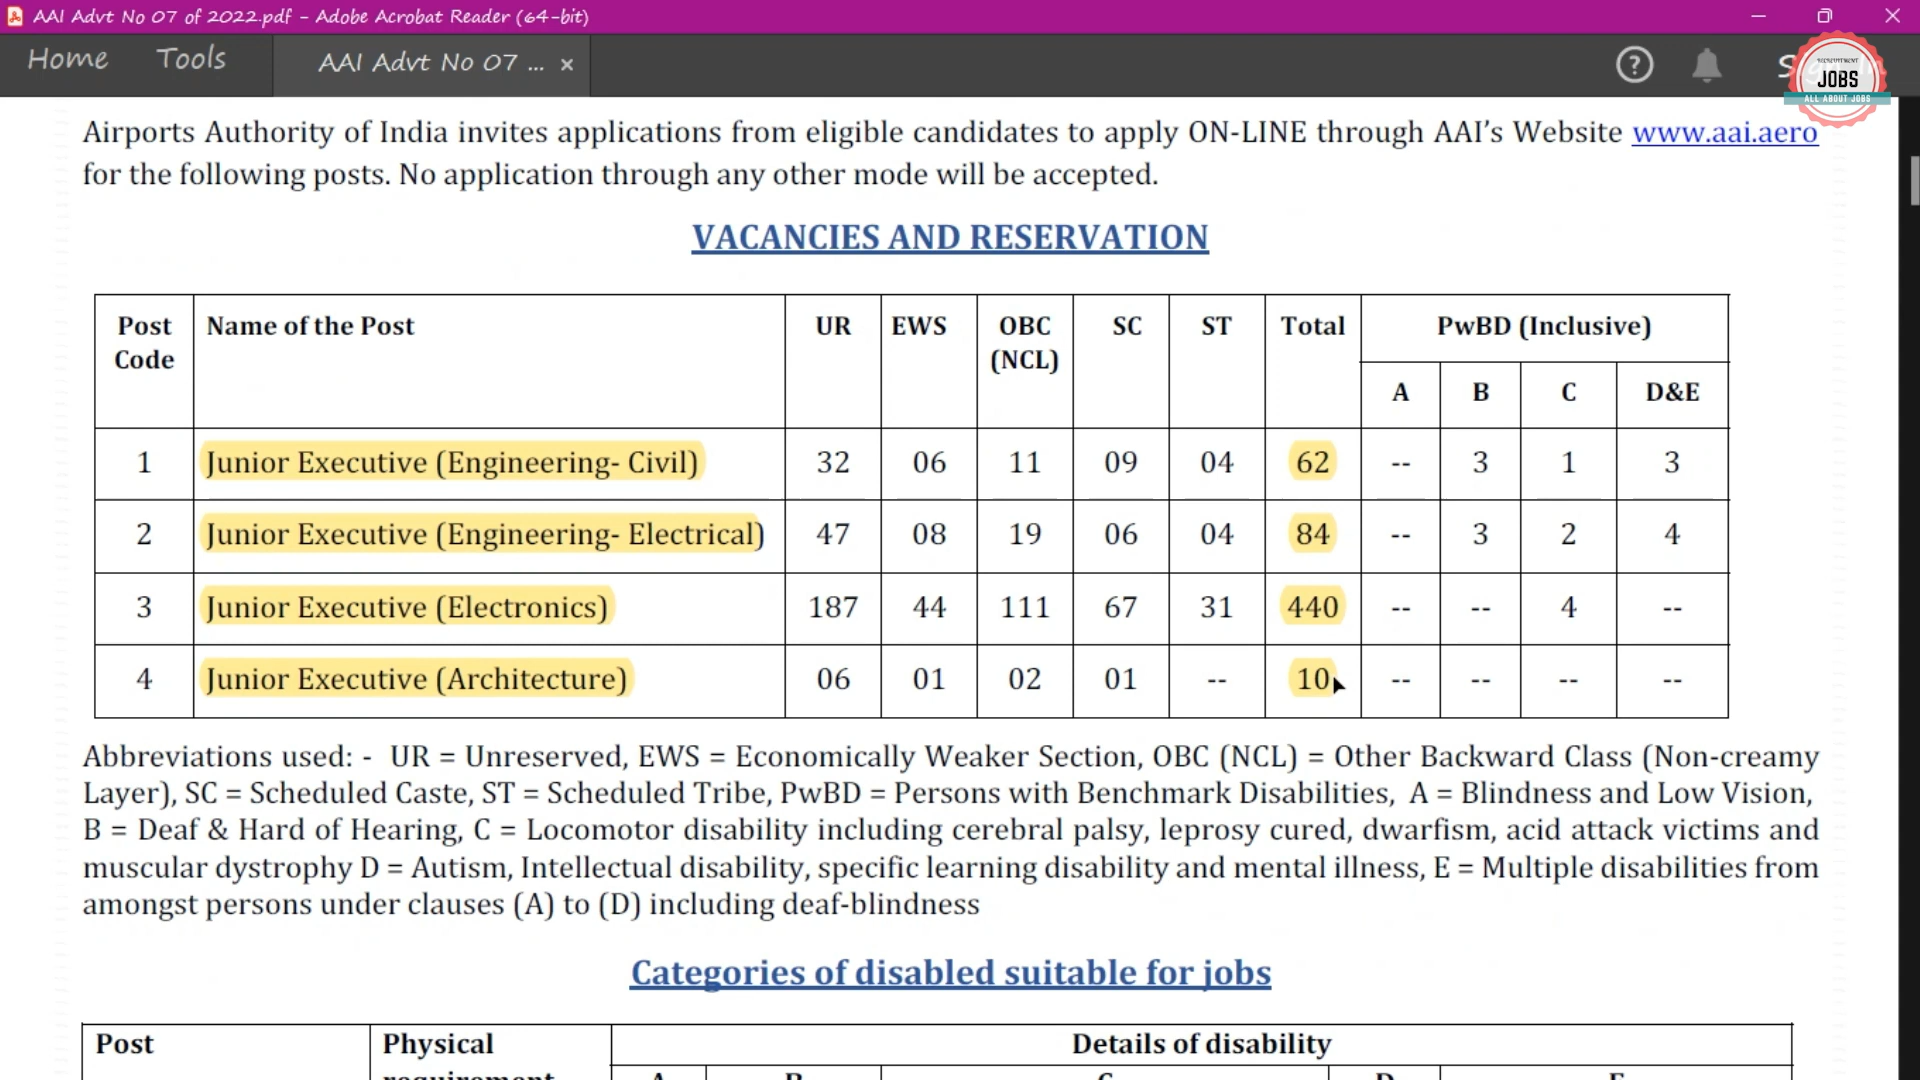 AAI Advt No 07 of 2022.pdf - Adobe Acrobat Reader (64-bit)
Home Tools AAI Advt No 07 ... ×
RECRUITMENT
JOBS
ALL ABOUT JOBS
Airports Authority of India invites applications from eligible candidates to apply ON-LINE through AAI's Website www.aai.aero
for the following posts. No application through any other mode will be accepted.
VACANCIES AND RESERVATION
Post Code Name of the Post UR EWS OBC (NCL) SC ST Total PwBD (Inclusive)
A B C D&E
1 Junior Executive (Engineering- Civil) 32 06 11 09 04 62 -- 3 1 3
2 Junior Executive (Engineering- Electrical) 47 08 19 06 04 84 -- 3 2 4
3 Junior Executive (Electronics) 187 44 111 67 31 440 -- -- 4 --
4 Junior Executive (Architecture) 06 01 02 01 -- 10 -- -- -- --
Abbreviations used: - UR = Unreserved, EWS = Economically Weaker Section, OBC (NCL) = Other Backward Class (Non-creamy
Layer), SC = Scheduled Caste, ST = Scheduled Tribe, PwBD = Persons with Benchmark Disabilities, A = Blindness and Low Vision,
B = Deaf & Hard of Hearing, C = Locomotor disability including cerebral palsy, leprosy cured, dwarfism, acid attack victims and
muscular dystrophy D = Autism, Intellectual disability, specific learning disability and mental illness, E = Multiple disabilities from
amongst persons under clauses (A) to (D) including deaf-blindness
Categories of disabled suitable for jobs
Post Physical Details of disability
requirement A B C D E